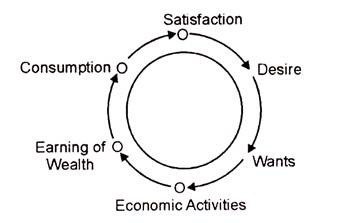 Satisfaction
Desire
Wants
Economic Activities
Earning of
Wealth
Consumption